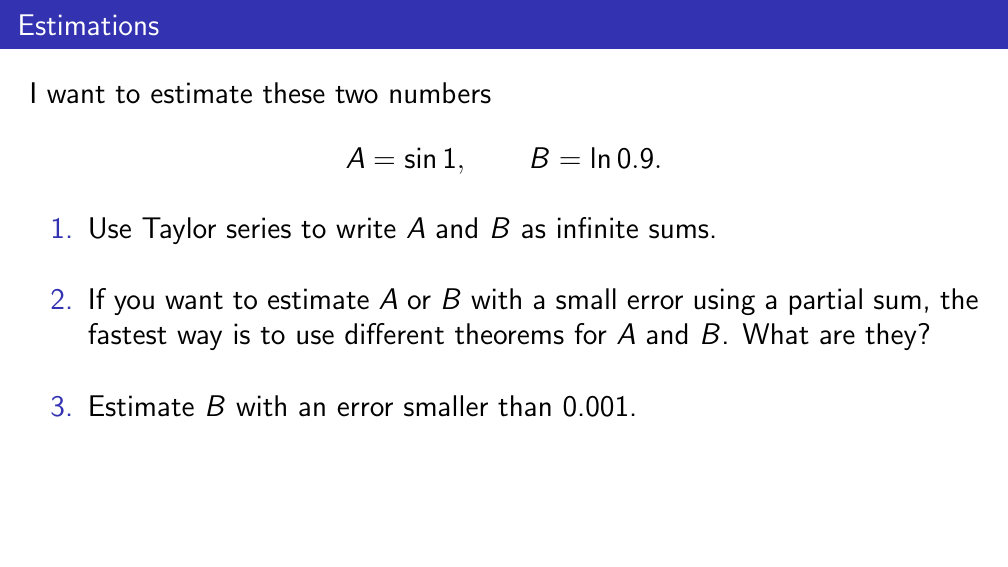 Estimations
I want to estimate these two numbers
A = sin 1,    B = ln 0.9.
1. Use Taylor series to write A and B as infinite sums.
2. If you want to estimate A or B with a small error using a partial sum, the
fastest way is to use different theorems for A and B. What are they?
3. Estimate B with an error smaller than 0.001.